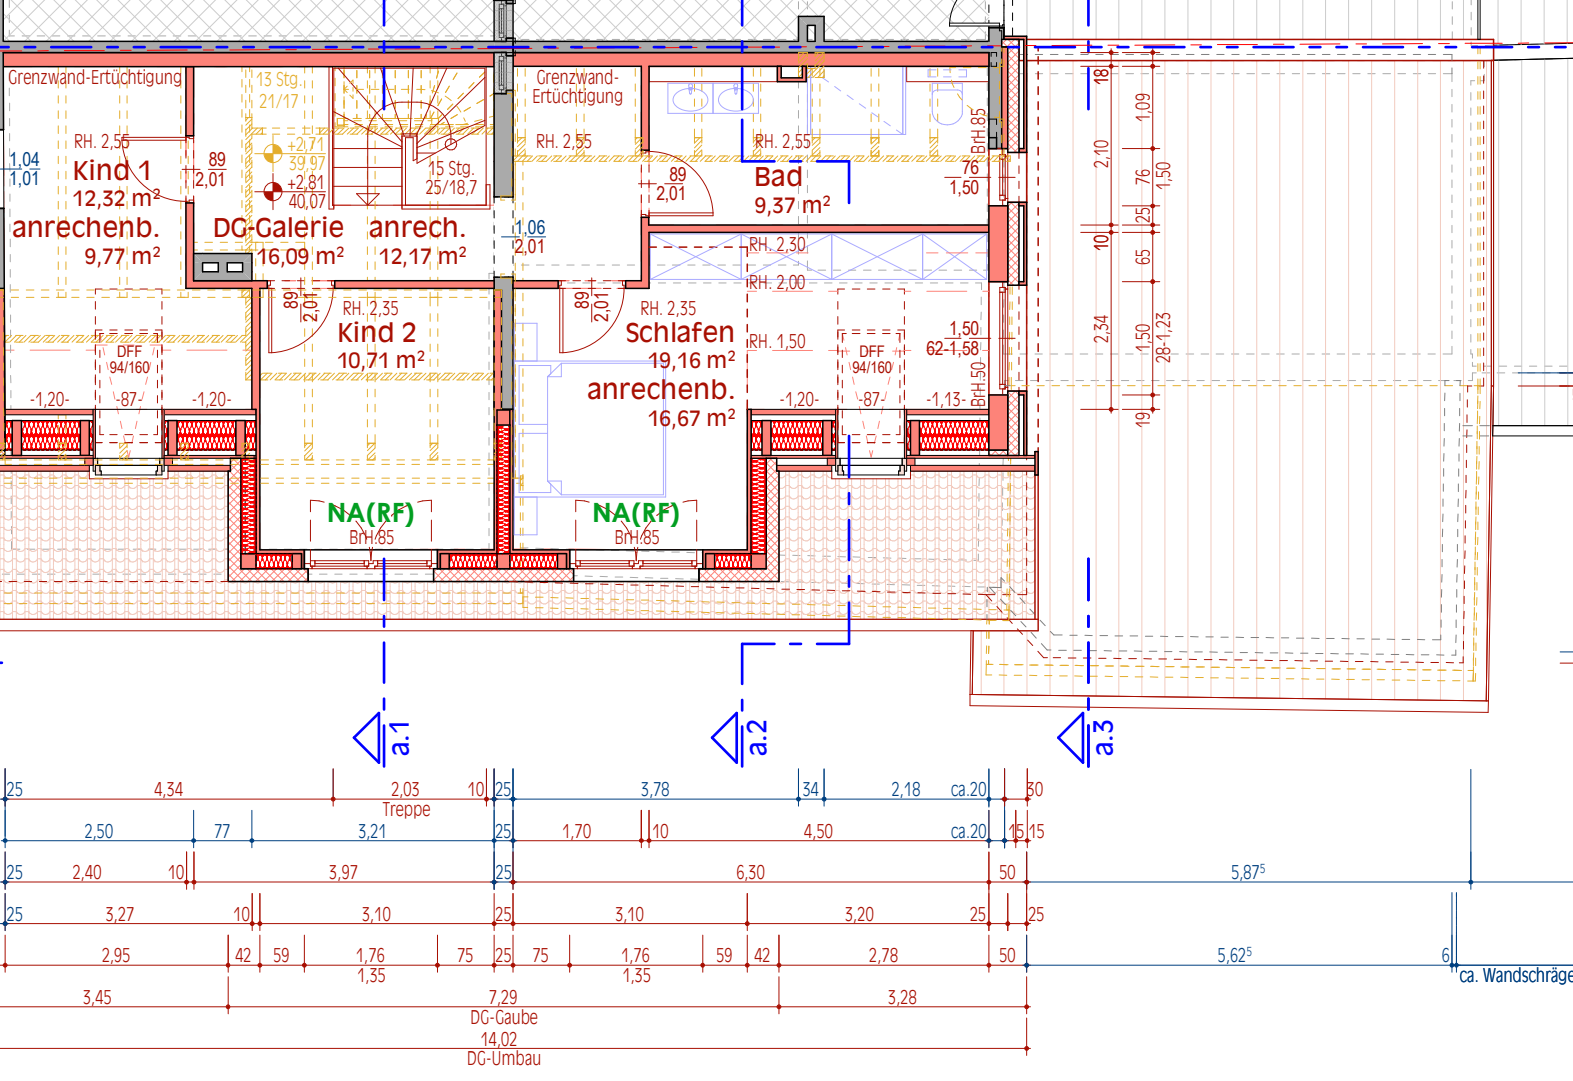 Grenzwand-Ertüchtigung
13 Stg.
21/17
Grenzwand-
Ertüchtigung
RH. 2,55
RH. 2,55
RH. 2,55
BrH.85
1,04
1,01
Kind 1
12,32 m²
anrechenb.
9,77 m²
89
2,01
+2,71
39,97
+2,81
40,07
15 Stg.
25/18,7
DG-Galerie
16,09 m²
anrech.
12,17 m²
1,06
2,01
89
2,01
Bad
9,37 m²
76
1,50
RH. 2,30
RH. 2,00
RH. 1,50
89
2,01
RH. 2,35
Kind 2
10,71 m²
89
2,01
RH. 2,35
Schlafen
19,16 m²
anrechenb.
16,67 m²
1,50
62-1,58
BrH.50
DFF
94/160
DFF
94/160
-1,20-
-87-
-1,20-
-1,20-
-87-
-1,13-
NA(RF)
BrH.85
NA(RF)
BrH.85
18
2,10
10
2,34
1,09
76
1,50
25
65
1,50
28-1,23
19
a.1
a.2
a.3
25 4,34 2,03 10 25 3,78 34 2,18 ca.20 30
Treppe
2,50 77 3,21 25 1,70 10 4,50 ca.20 15 15
25 2,40 10 3,97 25 6,30 50 5,87⁵
25 3,27 10 3,10 25 3,10 3,20 25 25
2,95 42 59 1,76 75 25 75 1,76 59 42 2,78 50 5,62⁵ 6
1,35 1,35 ca. Wandschräge
3,45 7,29 3,28
DG-Gaube
14,02
DG-Umbau